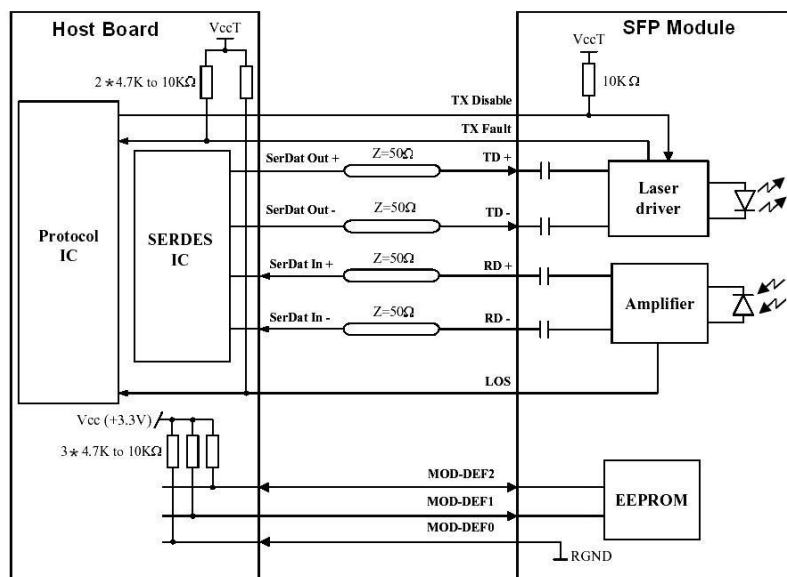 Host Board
SFP Module
VccT
VccT
2*4.7K to 10KΩ
10KΩ
TX Disable
TX Fault
SerDat Out +
Z=50Ω
TD +
SerDat Out -
Z=50Ω
TD -
SerDat In +
Z=50Ω
RD +
SerDat In -
Z=50Ω
RD -
Protocol
IC
SERDES
IC
Laser
driver
Amplifier
LOS
Vcc (+3.3V)
3*4.7K to 10KΩ
MOD-DEF2
MOD-DEF1
MOD-DEF0
EEPROM
RGND